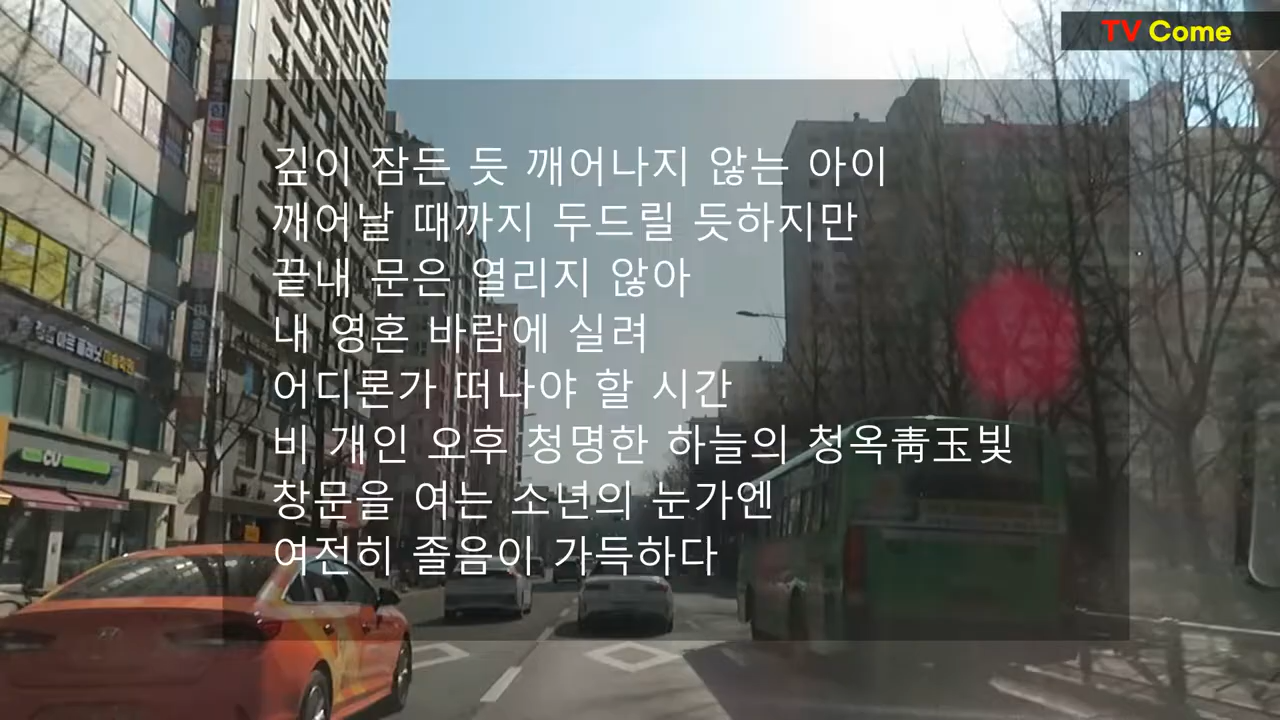 TV Come
깊이 잠든 듯 깨어나지 않는 아이
깨어날 때까지 두드릴 듯하지만
끝내 문은 열리지 않아
내 영혼 바람에 실려
어디론가 떠나야 할 시간
비 개인 오후 청명한 하늘의 청옥靑玉빛
창문을 여는 소년의 눈가엔
여전히 졸음이 가득하다
CU